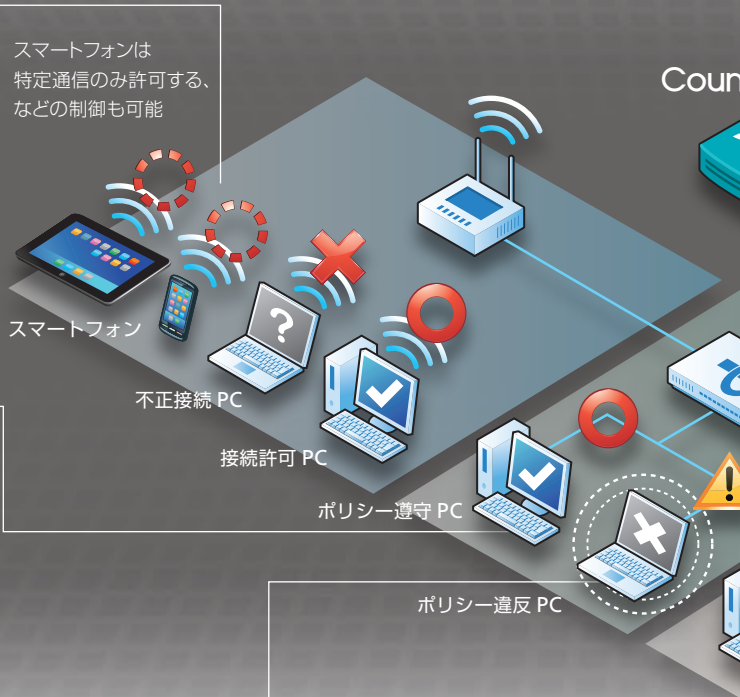 スマートフォンは
特定通信のみ許可する、
などの制御も可能
Coun
スマートフォン
?
不正接続 PC
接続許可 PC
ポリシー遵守 PC
!
ポリシー違反 PC